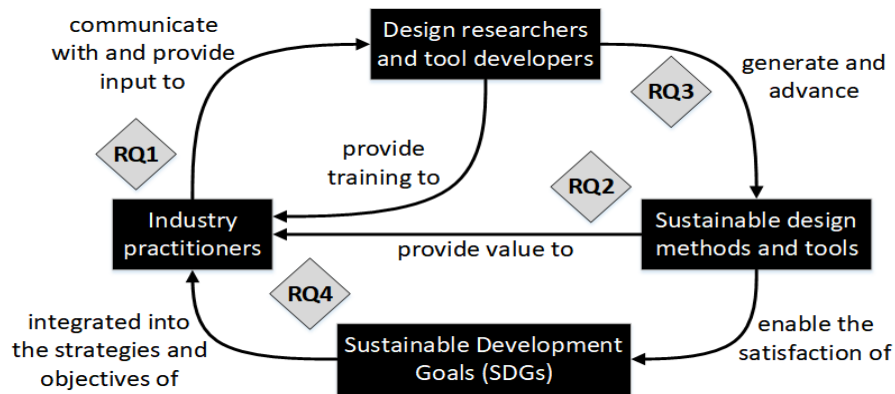 communicate
with and provide
input to
Design researchers
and tool developers
generate and
advance
RQ3
RQ1
provide
training to
RQ2
Industry
practitioners
Sustainable design
methods and tools
provide value to
RQ4
integrated into
the strategies and
objectives of
Sustainable Development
Goals (SDGs)
enable the
satisfaction of